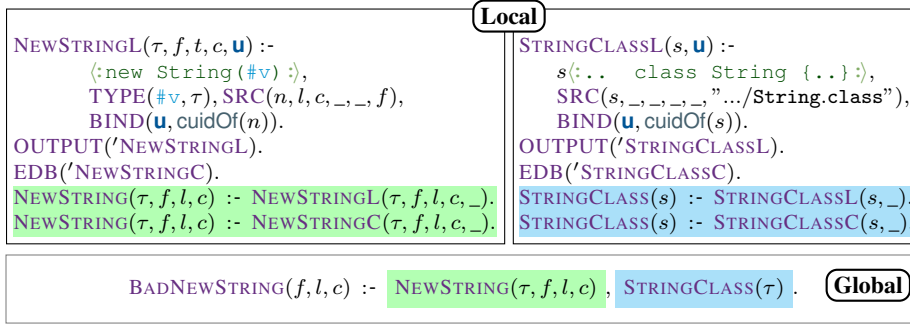 Local
NEWSTRINGL(τ, f, t, c, u) :-
⟨:new String(#v):⟩,
TYPE(#v, τ), SRC(n, l, c, _, _, f),
BIND(u, cuidOf(n)).
OUTPUT('NEWSTRINGL).
EDB('NEWSTRINGC).
NEWSTRING(τ, f, l, c) :- NEWSTRINGL(τ, f, l, c, _).
NEWSTRING(τ, f, l, c) :- NEWSTRINGC(τ, f, l, c, _).
STRINGCLASSL(s, u) :-
s⟨:.. class String {..}:⟩,
SRC(s, _, _, _, _, ".../String.class"),
BIND(u, cuidOf(s)).
OUTPUT('STRINGCLASSL).
EDB('STRINGCLASSC).
STRINGCLASS(s) :- STRINGCLASSL(s, _).
STRINGCLASS(s) :- STRINGCLASSC(s, _).
BADNEWSTRING(f, l, c) :- NEWSTRING(τ, f, l, c) , STRINGCLASS(τ) . Global